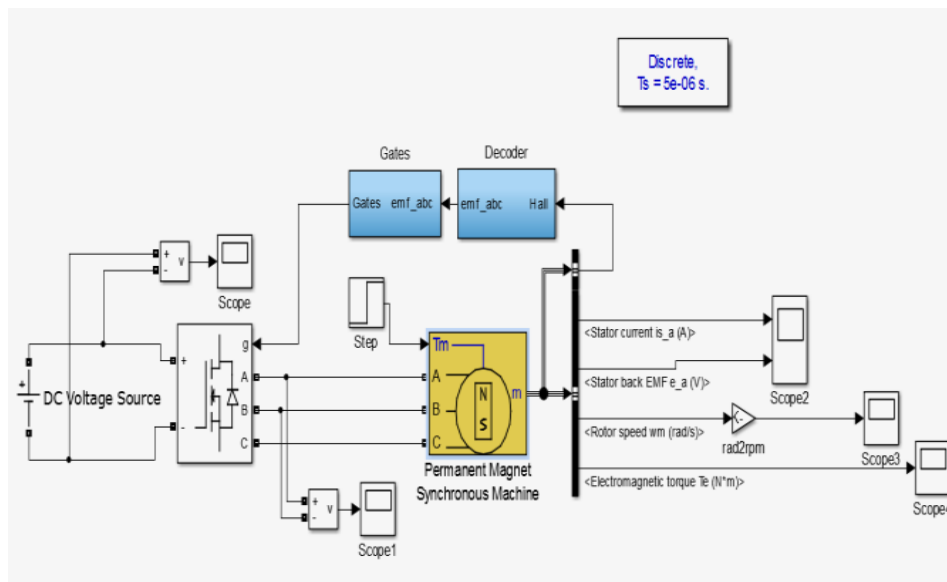 Discrete,
Ts = 5e-06 s.
Gates
Decoder
Gates emf_abc
emf_abc Hall
+
-
v
Scope
Step
<Stator current is_a (A)>
g
Tm
+
A
A
<Stator back EMF e_a (V)>
Scope2
+
DC Voltage Source
B
B
N
S
m
-
C
C
<Rotor speed wm (rad/s)>
rad2rpm
Scope3
Permanent Magnet
Synchronous Machine
<Electromagnetic torque Te (N*m)>
+
-
v
Scope1